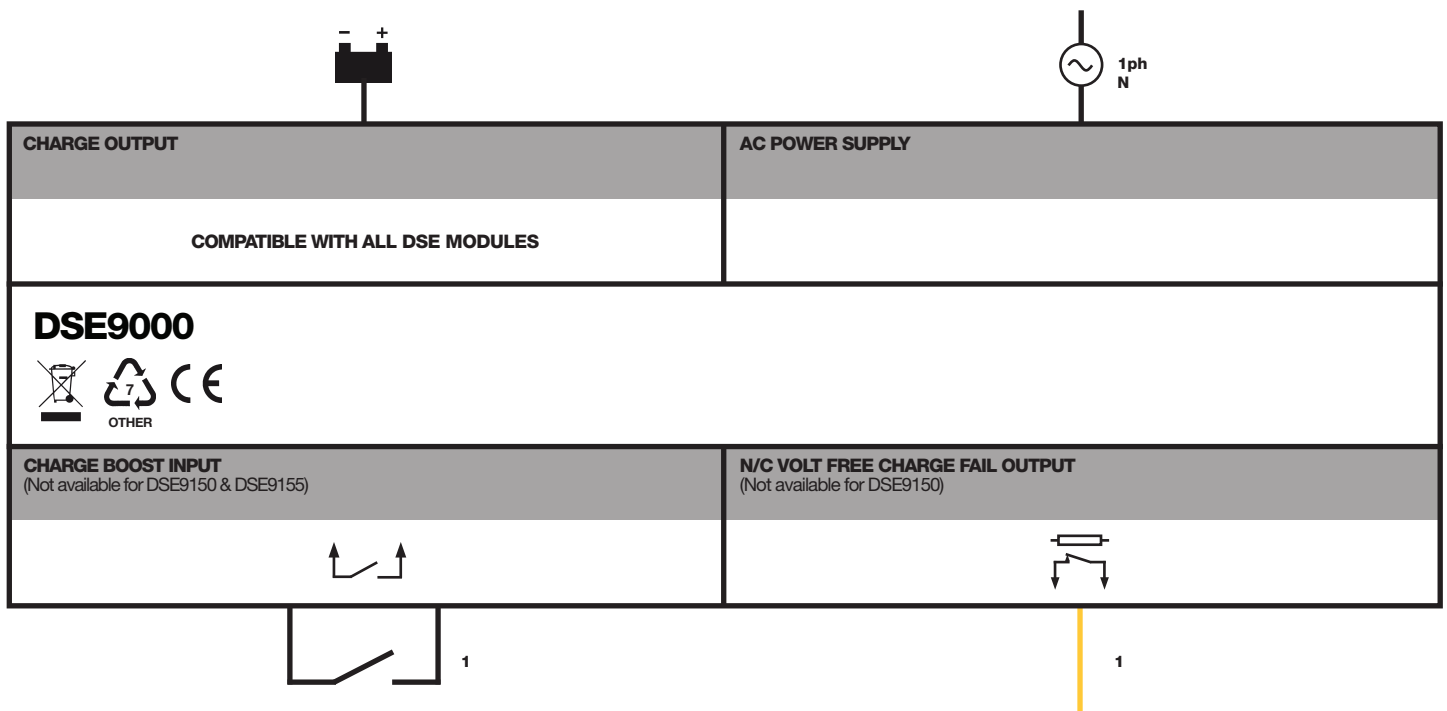 − +
1ph
N
CHARGE OUTPUT
AC POWER SUPPLY
COMPATIBLE WITH ALL DSE MODULES
DSE9000
7
CE
OTHER
CHARGE BOOST INPUT
(Not available for DSE9150 & DSE9155)
N/C VOLT FREE CHARGE FAIL OUTPUT
(Not available for DSE9150)
1
1